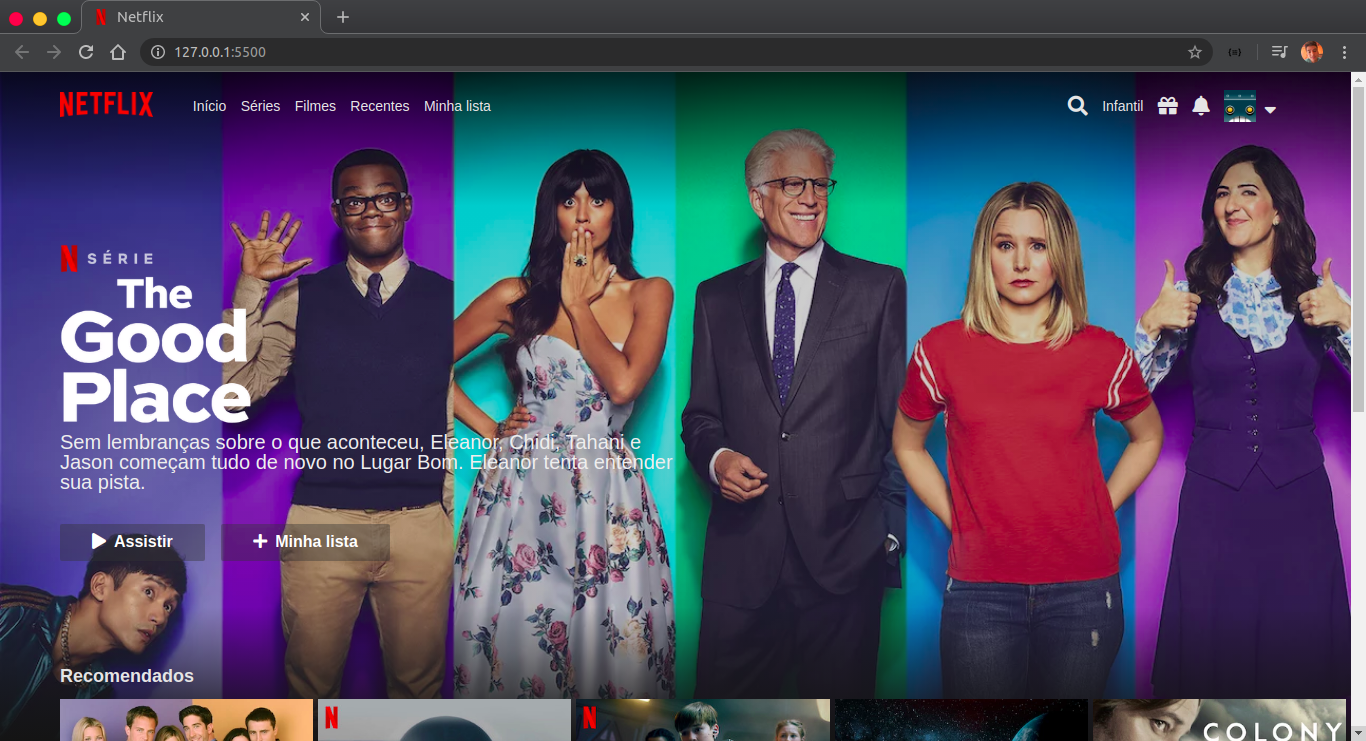 Netflix
127.0.0.1:5500
NETFLIX
Início Séries Filmes Recentes Minha lista
Infantil
N SÉRIE
The
Good
Place
Sem lembranças sobre o que aconteceu, Eleanor, Chidi, Tahani e
Jason começam tudo de novo no Lugar Bom. Eleanor tenta entender
sua pista.
Assistir
Minha lista
Recomendados
N
N
COLONY